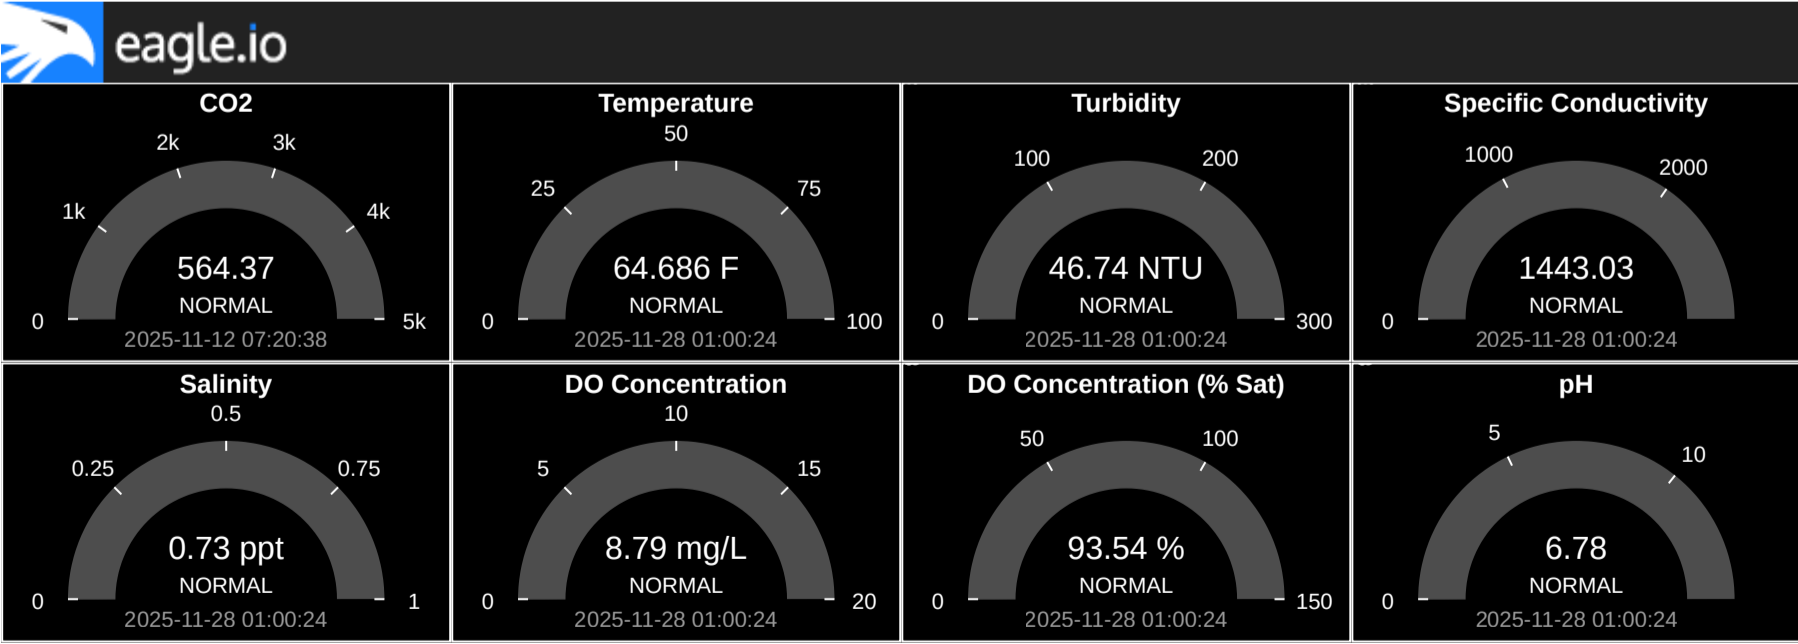 eagle.io
CO2
2k 3k
1k 4k
564.37
NORMAL
0 5k
2025-11-12 07:20:38
Temperature
50
25 75
64.686 F
NORMAL
0 100
2025-11-28 01:00:24
Turbidity
100 200
46.74 NTU
NORMAL
0 300
2025-11-28 01:00:24
Specific Conductivity
1000 2000
1443.03
NORMAL
0
2025-11-28 01:00:24
Salinity
0.5
0.25 0.75
0.73 ppt
NORMAL
0 1
2025-11-28 01:00:24
DO Concentration
10
5 15
8.79 mg/L
NORMAL
0 20
2025-11-28 01:00:24
DO Concentration (% Sat)
50 100
93.54 %
NORMAL
0 150
2025-11-28 01:00:24
pH
5 10
6.78
NORMAL
0
2025-11-28 01:00:24